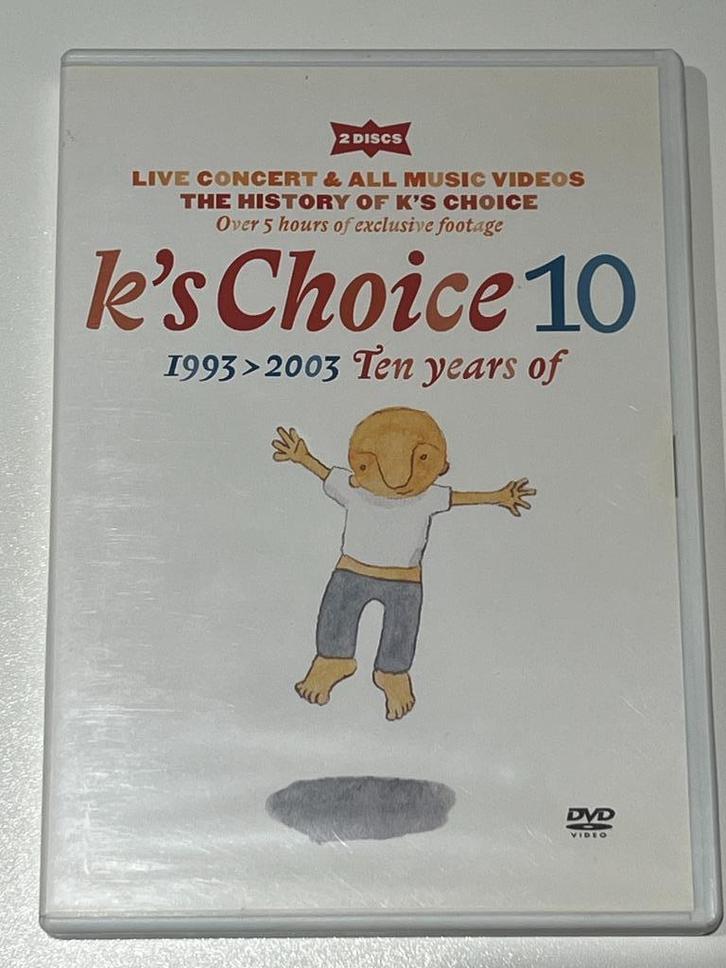 2 DISCS
LIVE CONCERT & ALL MUSIC VIDEOS
THE HISTORY OF K'S CHOICE
Over 5 hours of exclusive footage
k's Choice 10
1993>2003 Ten years of
DVD
VIDEO